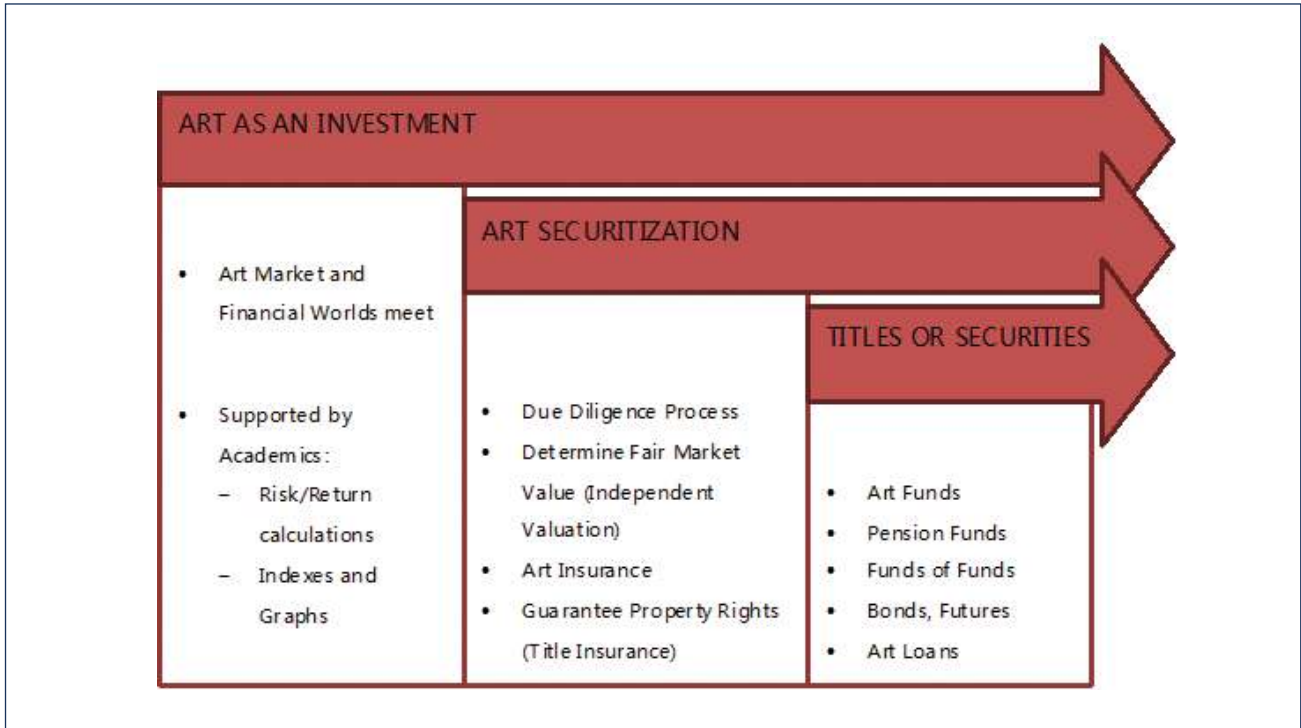 ART AS AN INVESTMENT
• Art Market and
Financial Worlds meet
• Supported by
Academics:
– Risk/Return
calculations
– Indexes and
Graphs
ART SECURITIZATION
• Due Diligence Process
• Determine Fair Market
Value (Independent
Valuation)
• Art Insurance
• Guarantee Property Rights
(Title Insurance)
TITLES OR SECURITIES
• Art Funds
• Pension Funds
• Funds of Funds
• Bonds, Futures
• Art Loans